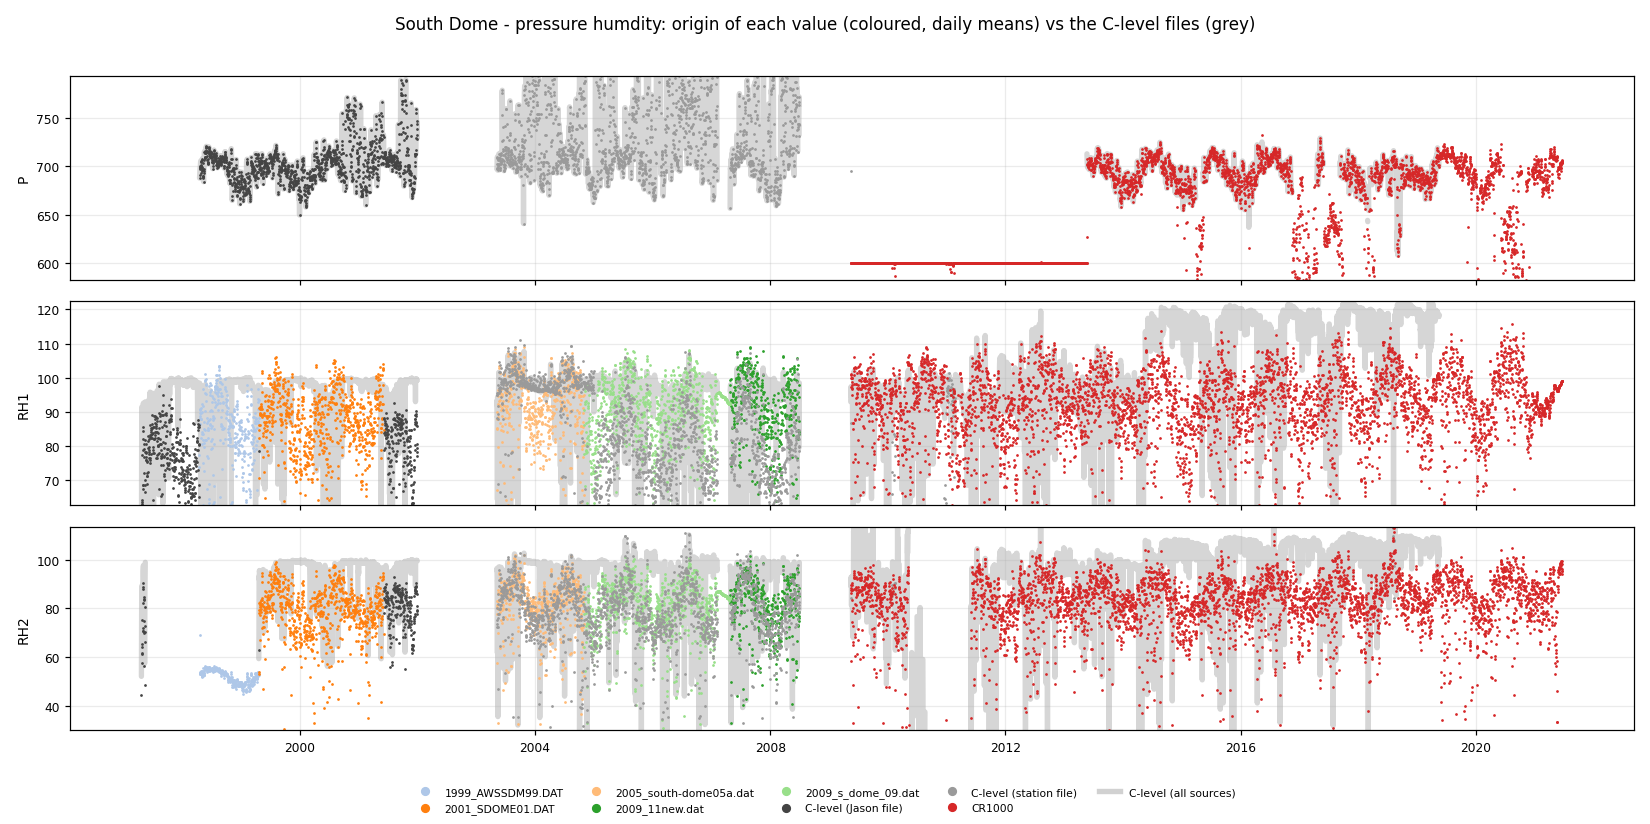 South Dome - pressure humdity: origin of each value (coloured, daily means) vs the C-level files (grey)
P
750
700
650
600
RH1
120
110
100
90
80
70
RH2
100
80
60
40
2000 2004 2008 2012 2016 2020
1999_AWSSDM99.DAT 2005_south-dome05a.dat 2009_s_dome_09.dat C-level (station file) C-level (all sources)
2001_SDOME01.DAT 2009_11new.dat C-level (Jason file) CR1000